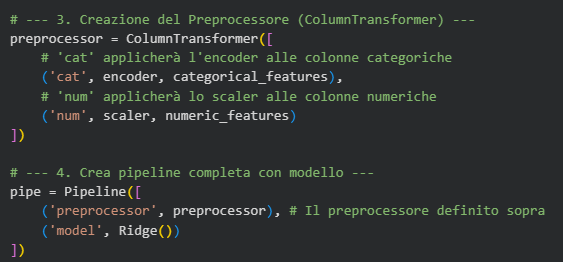 # --- 3. Creazione del Preprocessore (ColumnTransformer) ---
preprocessor = ColumnTransformer([
    # 'cat' applicherà l'encoder alle colonne categoriche
    ('cat', encoder, categorical_features),
    # 'num' applicherà lo scaler alle colonne numeriche
    ('num', scaler, numeric_features)
])

# --- 4. Crea pipeline completa con modello ---
pipe = Pipeline([
    ('preprocessor', preprocessor), # Il preprocessore definito sopra
    ('model', Ridge())
])